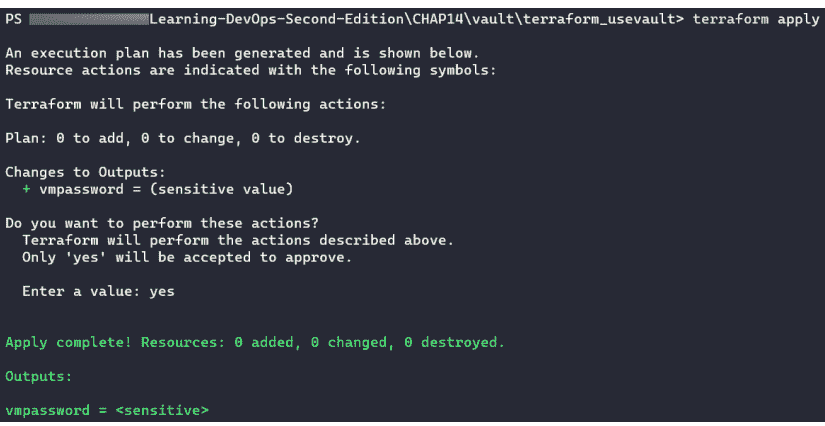 PS Learning-DevOps-Second-Edition\CHAP14\vault\terraform_usevault> terraform apply
An execution plan has been generated and is shown below.
Resource actions are indicated with the following symbols:
Terraform will perform the following actions:
Plan: 0 to add, 0 to change, 0 to destroy.
Changes to Outputs:
+ vmpassword = (sensitive value)
Do you want to perform these actions?
Terraform will perform the actions described above.
Only 'yes' will be accepted to approve.
Enter a value: yes
Apply complete! Resources: 0 added, 0 changed, 0 destroyed.
Outputs:
vmpassword = <sensitive>